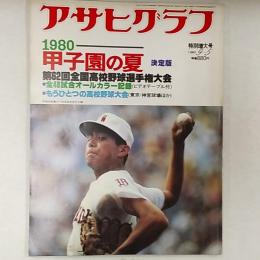 アサヒグラフ
特別増大号
1980
甲子園の夏 決定版
第62回全国高校野球選手権大会
全48試合オールカラー記録
もうひとつの高校野球大会